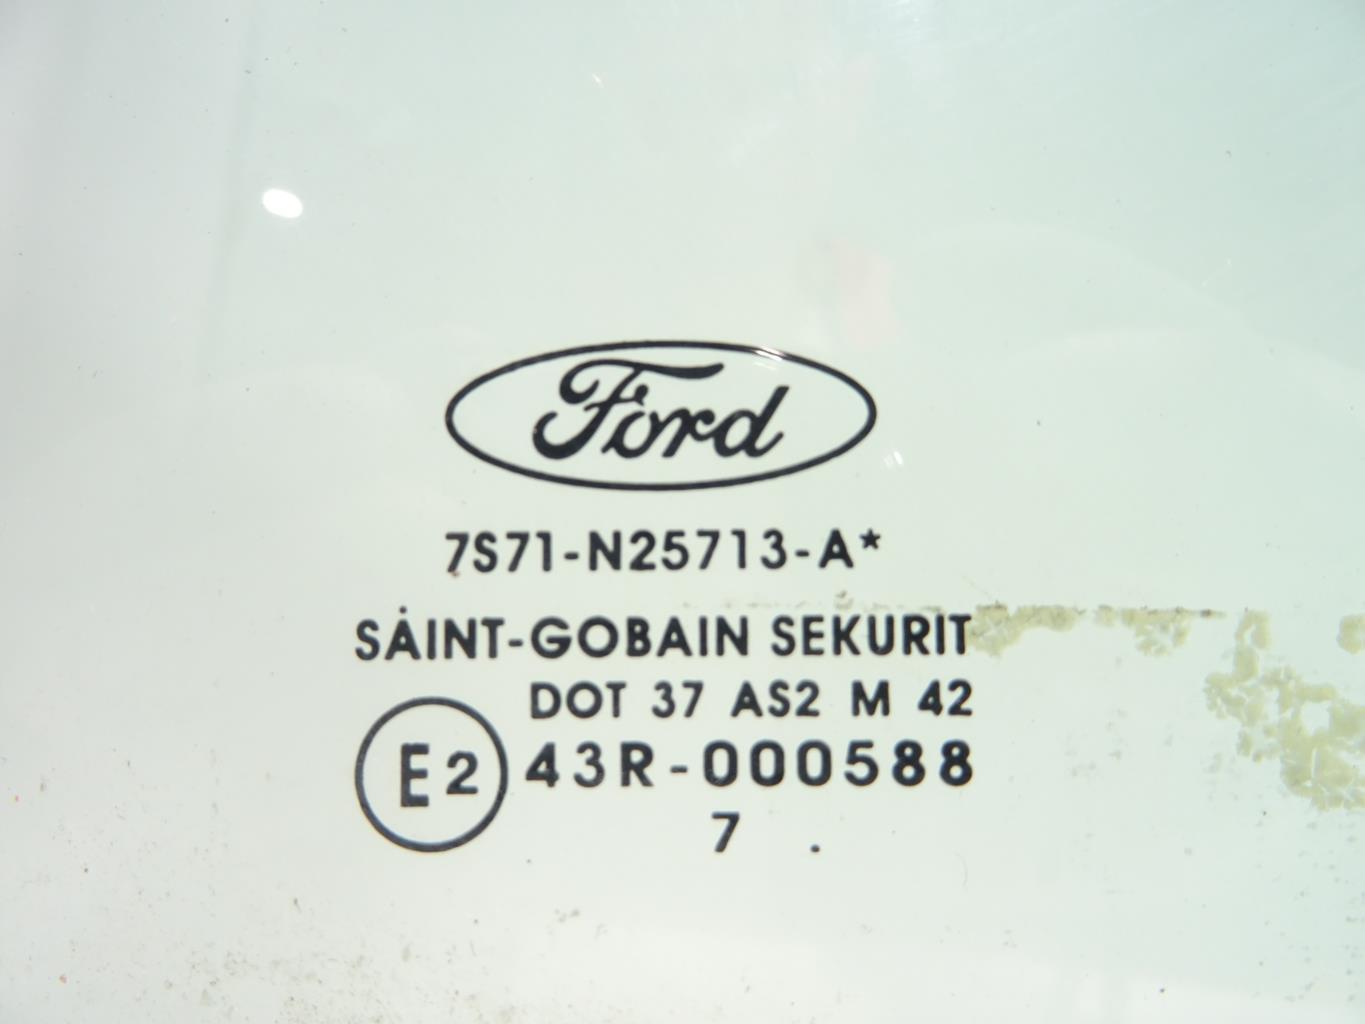 Ford
7S71-N25713-A*
SAINT-GOBAIN SEKURIT
DOT 37 AS2 M 42
E2 43R-000588
7 .